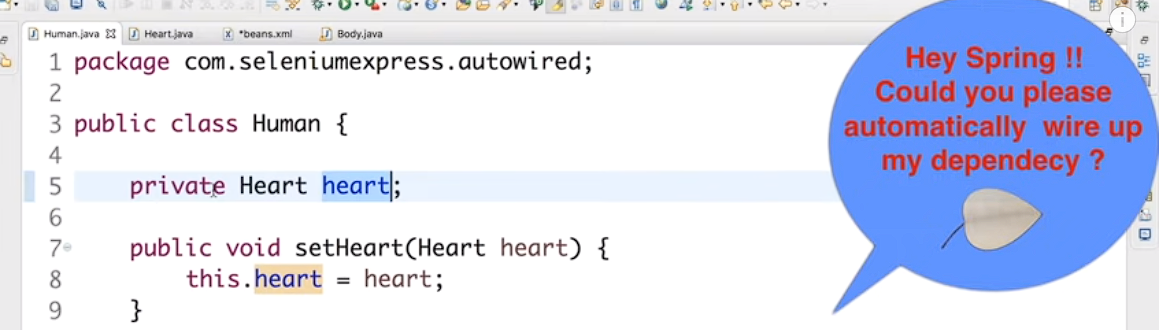 Human.java
Heart.java
*beans.xml
Body.java
1 package com.seleniumexpress.autowired;
2
3 public class Human {
4
5 private Heart heart;
6
7 public void setHeart(Heart heart) {
8 this.heart = heart;
9 }
Hey Spring !!
Could you please
automatically wire up
my dependecy ?